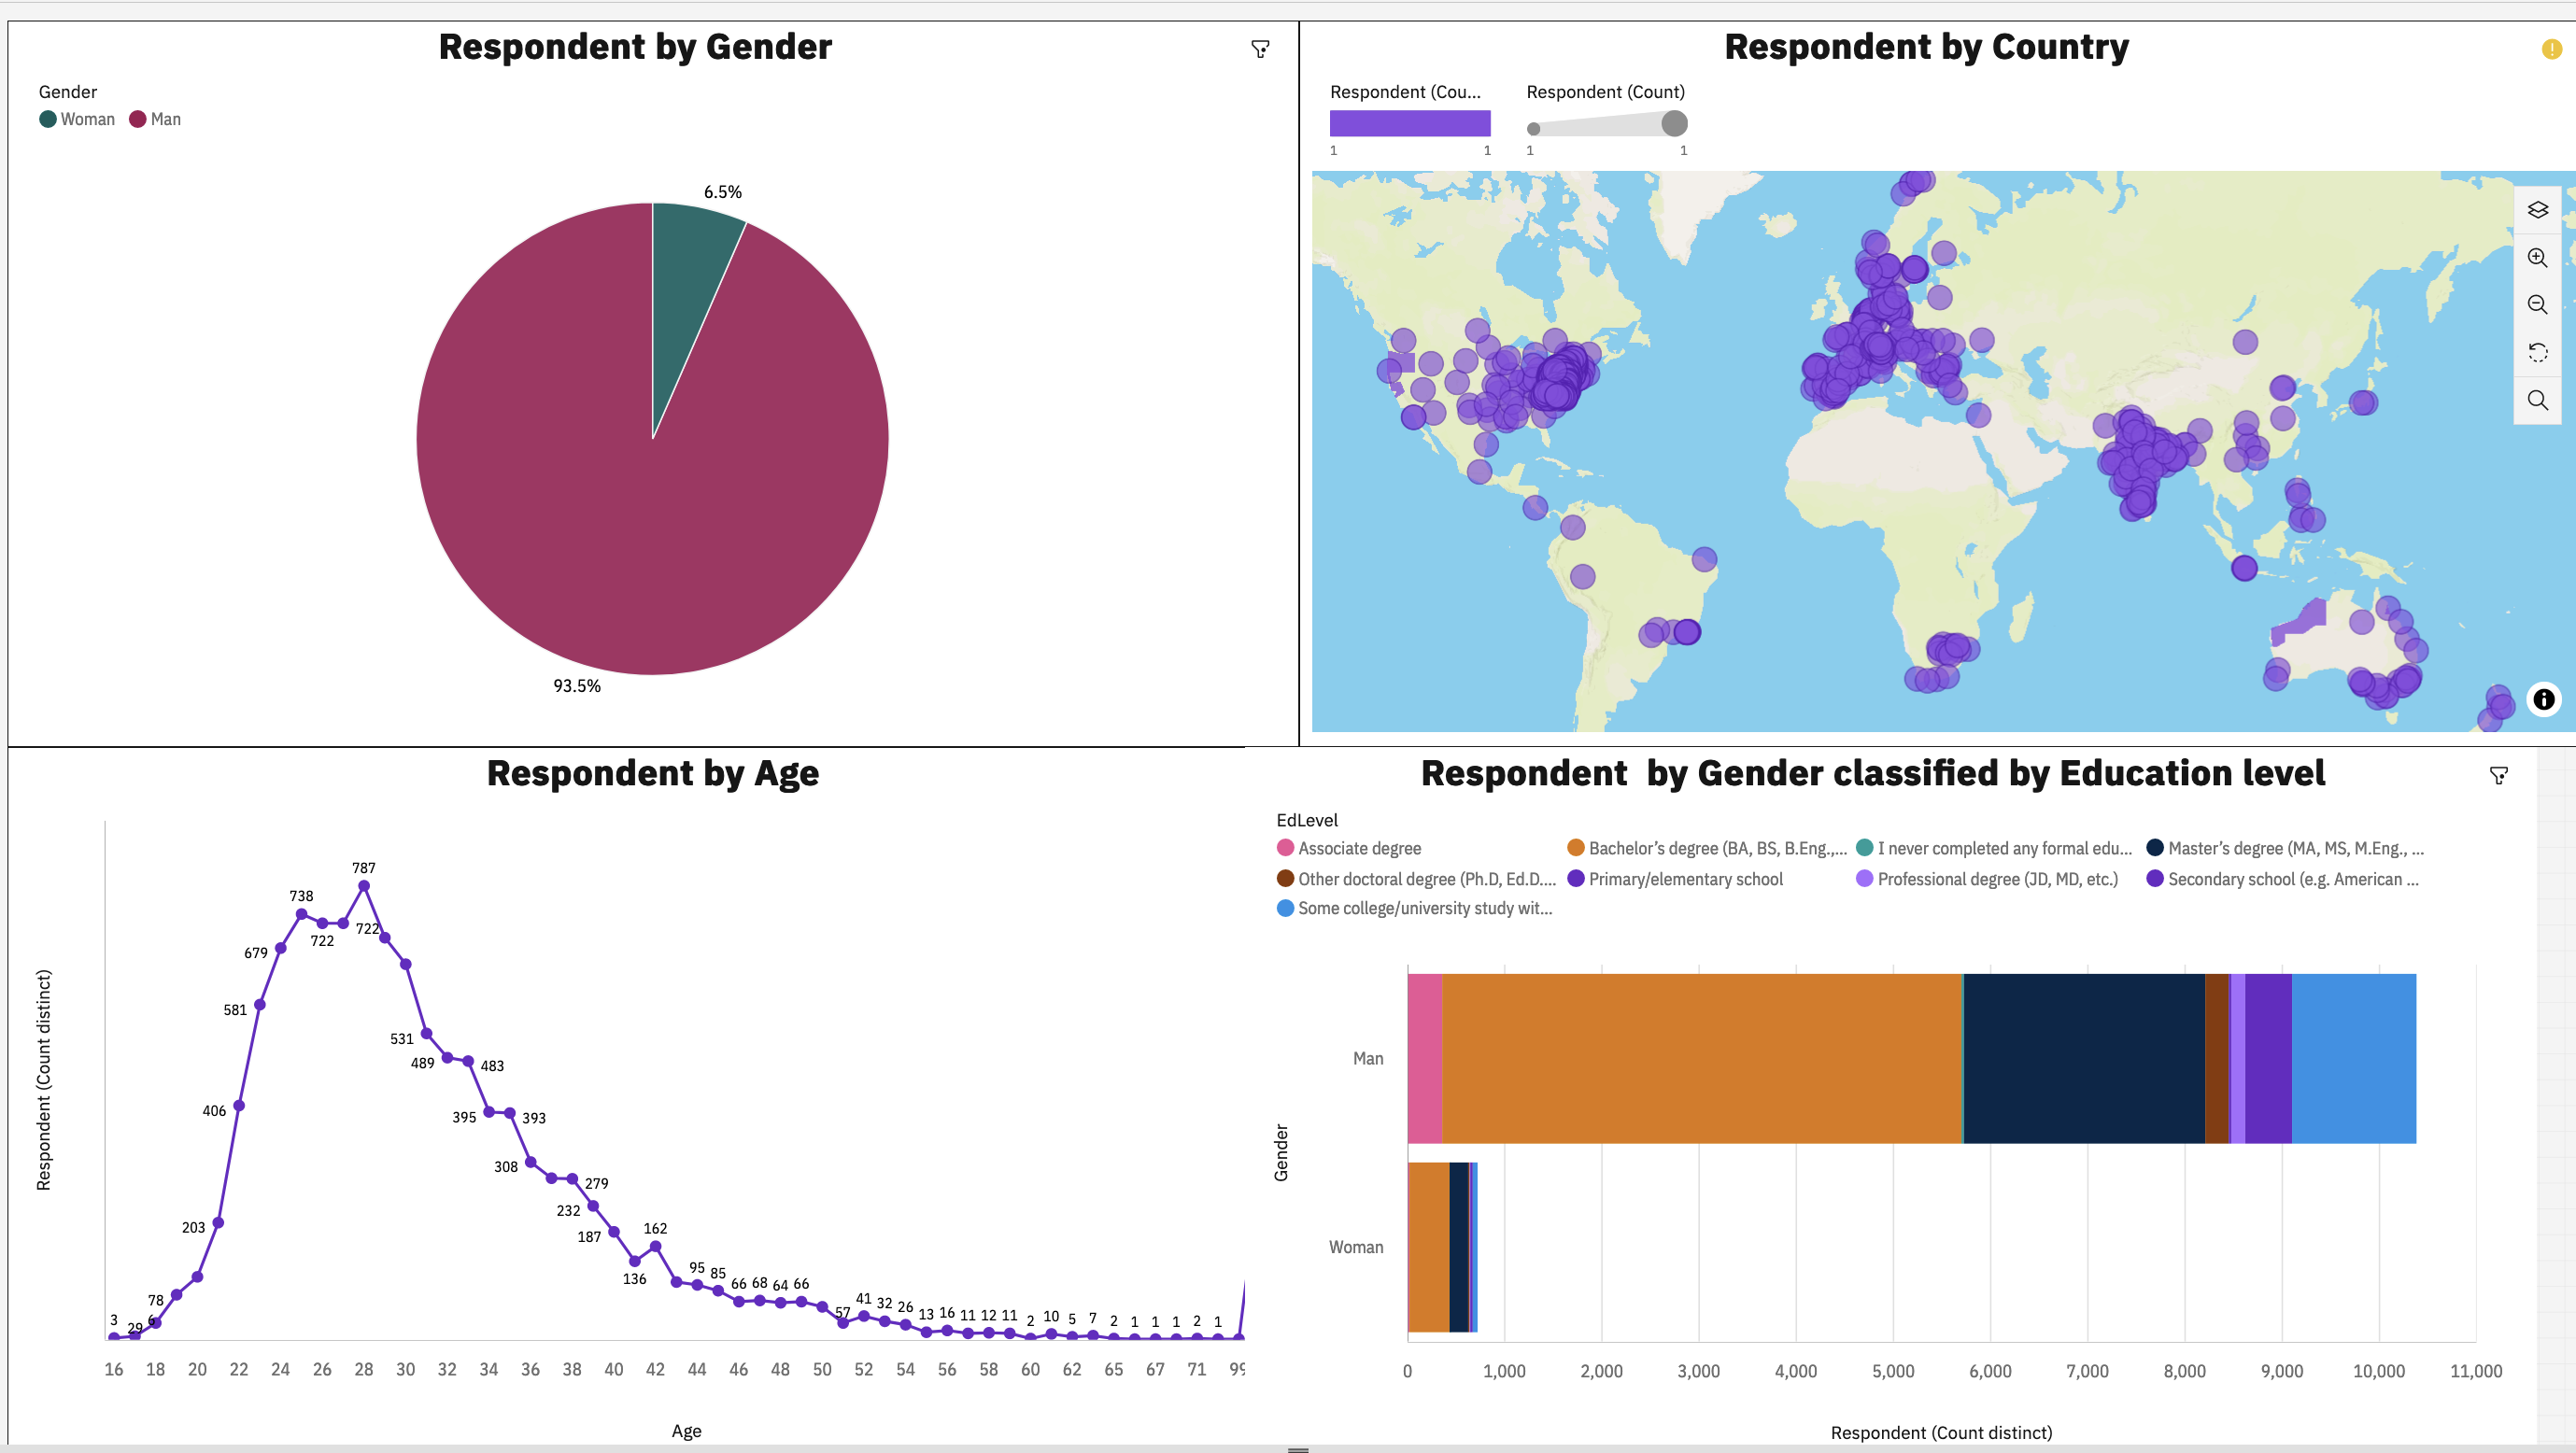 Respondent by Gender
Gender
Woman Man
6.5%
93.5%
Respondent by Country
Respondent (Cou... Respondent (Count)
1 1 1 1
Respondent by Age
Respondent (Count distinct)
787
738
722 722
679
581
531
489 483
406
395 393
308
279
232
203
187
162
136
95 85
78
66 68 64 66
57 41 32 26 13 16 11 12 11 2 10 5 7 2 1 1 1 2 1
3 29 6
16 18 20 22 24 26 28 30 32 34 36 38 40 42 44 46 48 50 52 54 56 58 60 62 65 67 71 99
Age
Respondent by Gender classified by Education level
EdLevel
Associate degree Bachelor’s degree (BA, BS, B.Eng.,... I never completed any formal edu... Master’s degree (MA, MS, M.Eng., ...
Other doctoral degree (Ph.D, Ed.D.... Primary/elementary school Professional degree (JD, MD, etc.) Secondary school (e.g. American ...
Some college/university study wit...
Gender
Man
Woman
0 1,000 2,000 3,000 4,000 5,000 6,000 7,000 8,000 9,000 10,000 11,000
Respondent (Count distinct)